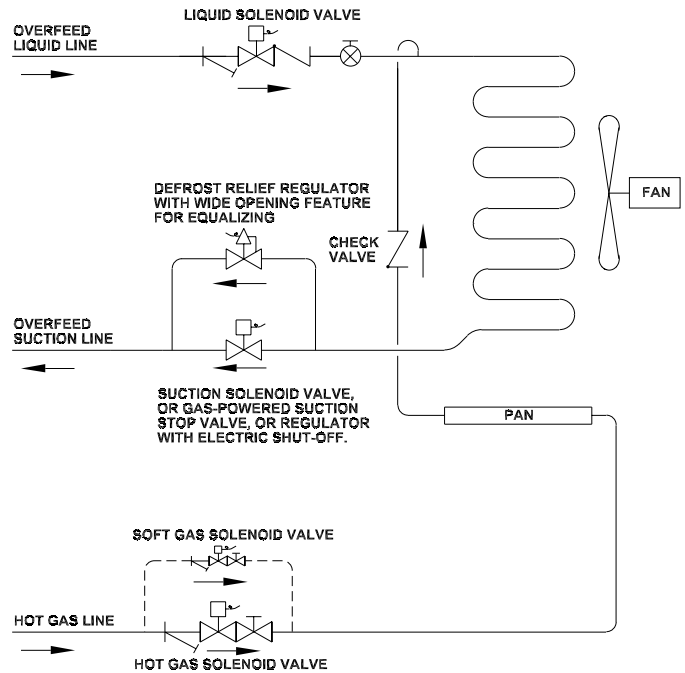 LIQUID SOLENOID VALVE
OVERFEED
LIQUID LINE
DEFROST RELIEF REGULATOR
WITH WIDE OPENING FEATURE
FOR EQUALIZING
FAN
CHECK
VALVE
OVERFEED
SUCTION LINE
SUCTION SOLENOID VALVE,
OR GAS-POWERED SUCTION
STOP VALVE, OR REGULATOR
WITH ELECTRIC SHUT-OFF.
PAN
SOFT GAS SOLENOID VALVE
HOT GAS LINE
HOT GAS SOLENOID VALVE